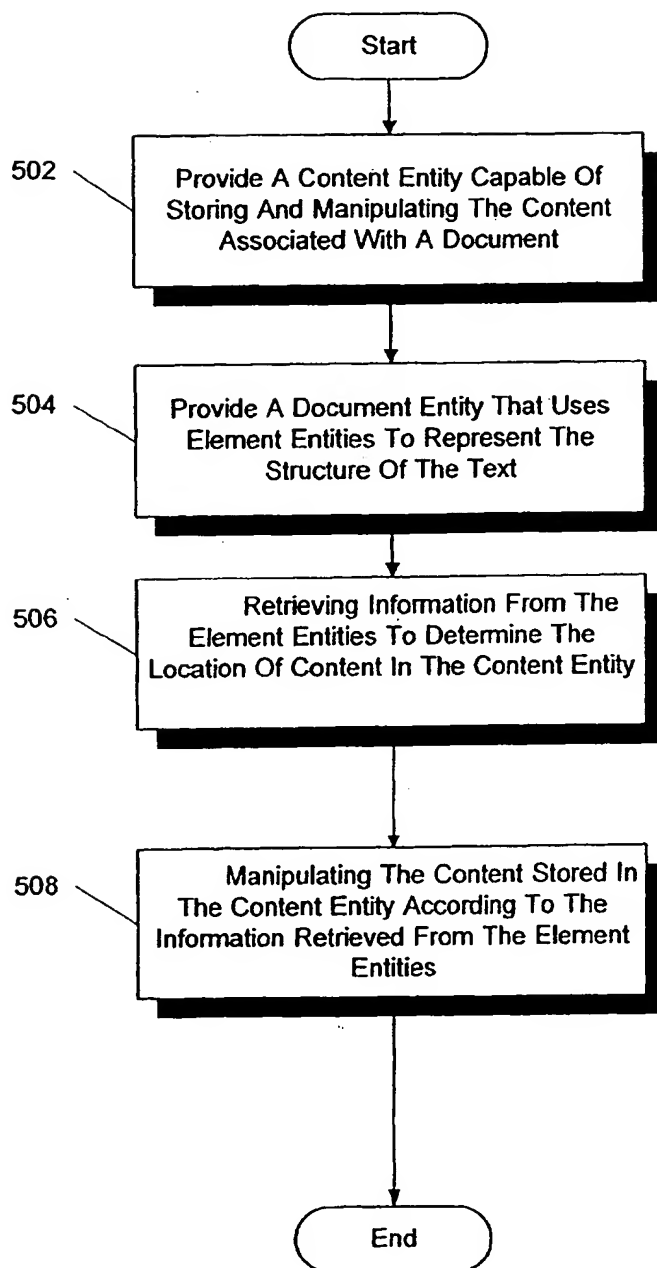 Start
502
Provide A Content Entity Capable Of
Storing And Manipulating The Content
Associated With A Document
504
Provide A Document Entity That Uses
Element Entities To Represent The
Structure Of The Text
506
Retrieving Information From The
Element Entities To Determine The
Location Of Content In The Content Entity
508
Manipulating The Content Stored In
The Content Entity According To The
Information Retrieved From The Element
Entities
End